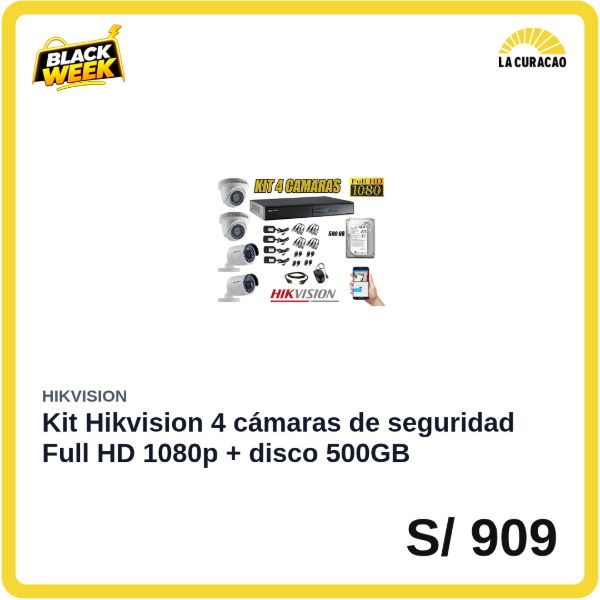 BLACK
WEEK
LA CURACAO
KIT 4 CAMARAS
Full HD
1080
500 GB
HIKVISION
HIKVISION
Kit Hikvision 4 cámaras de seguridad
Full HD 1080p + disco 500GB
S/ 909